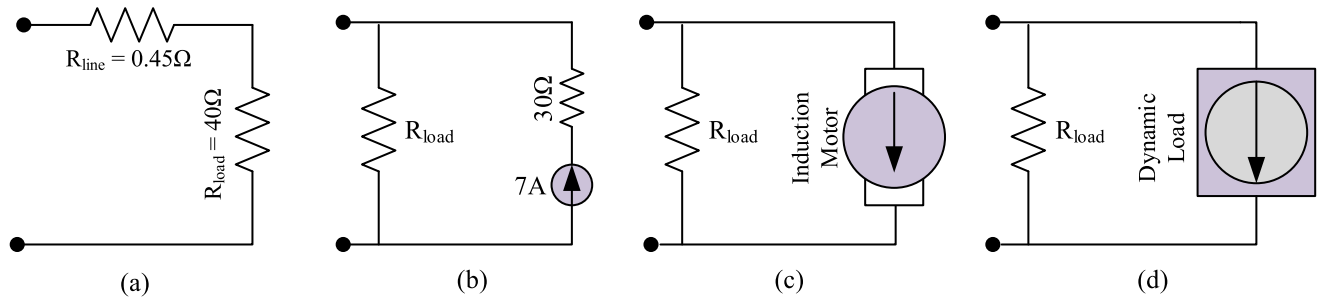 R_line = 0.45Ω
R_load = 40Ω
(a)
R_load
30Ω
7A
(b)
R_load
Induction
Motor
(c)
R_load
Dynamic
Load
(d)